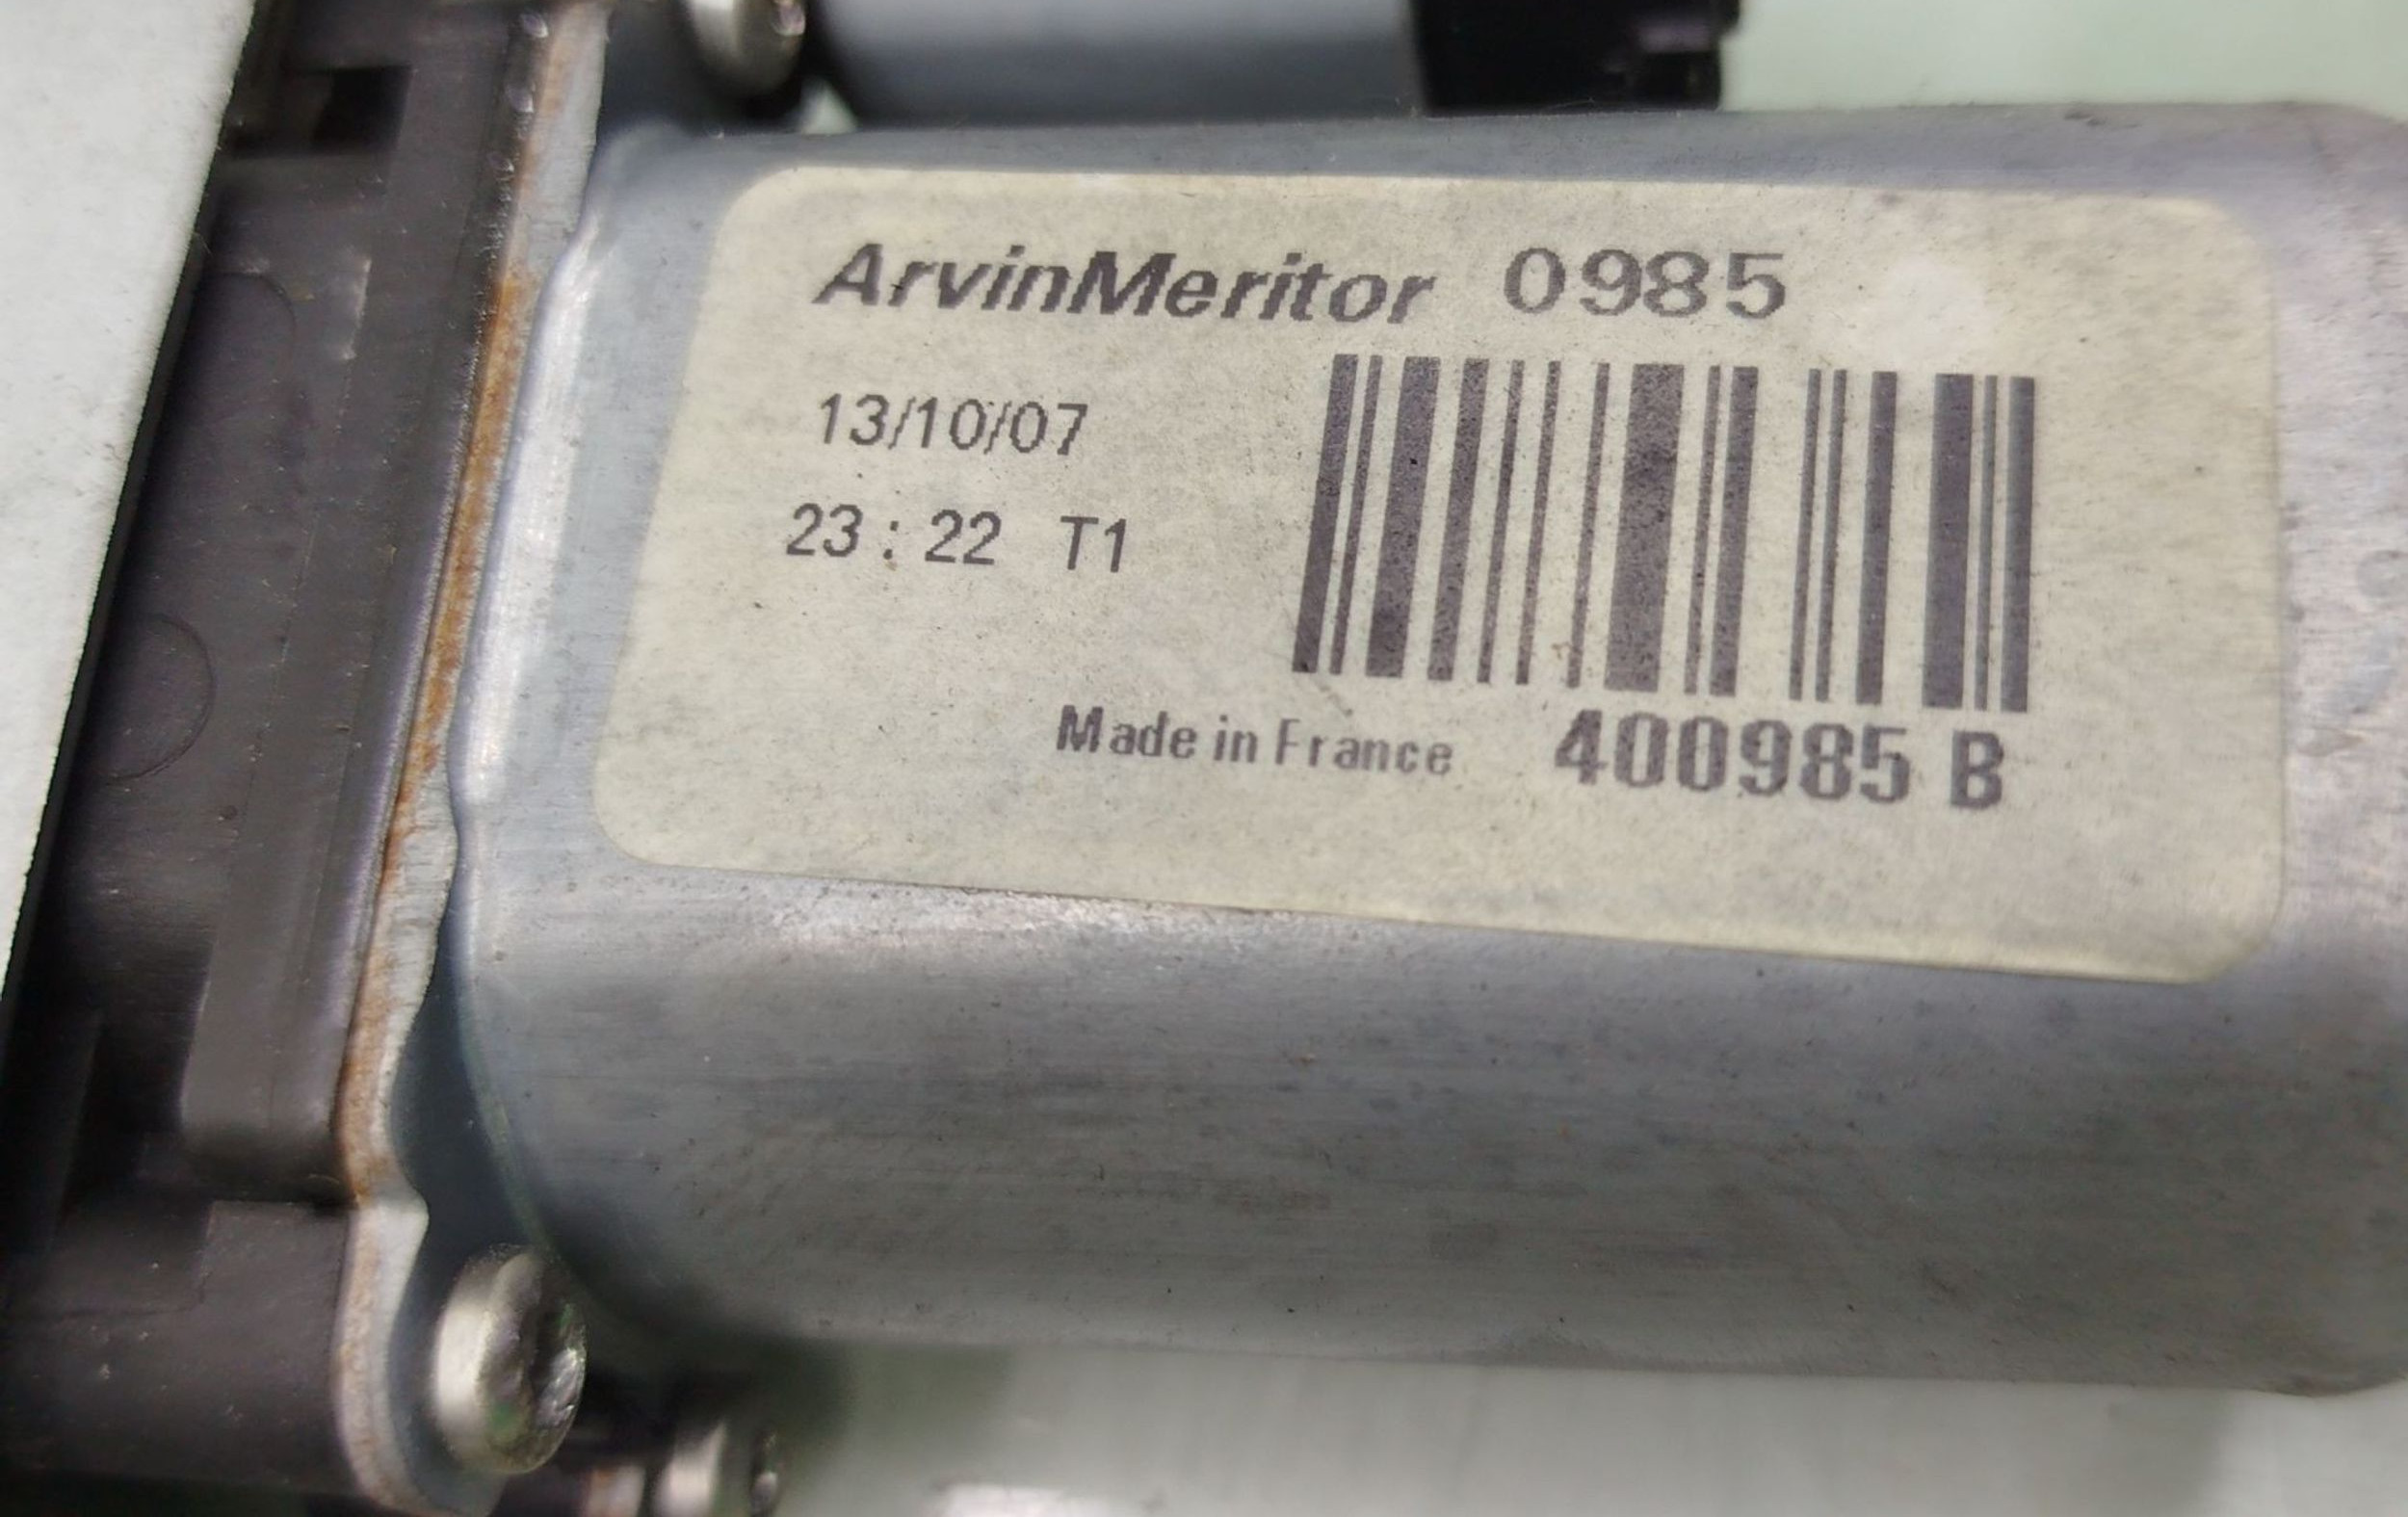 ArvinMeritor 0985
13/10/07
23 : 22 T1
Made in France 400985 B